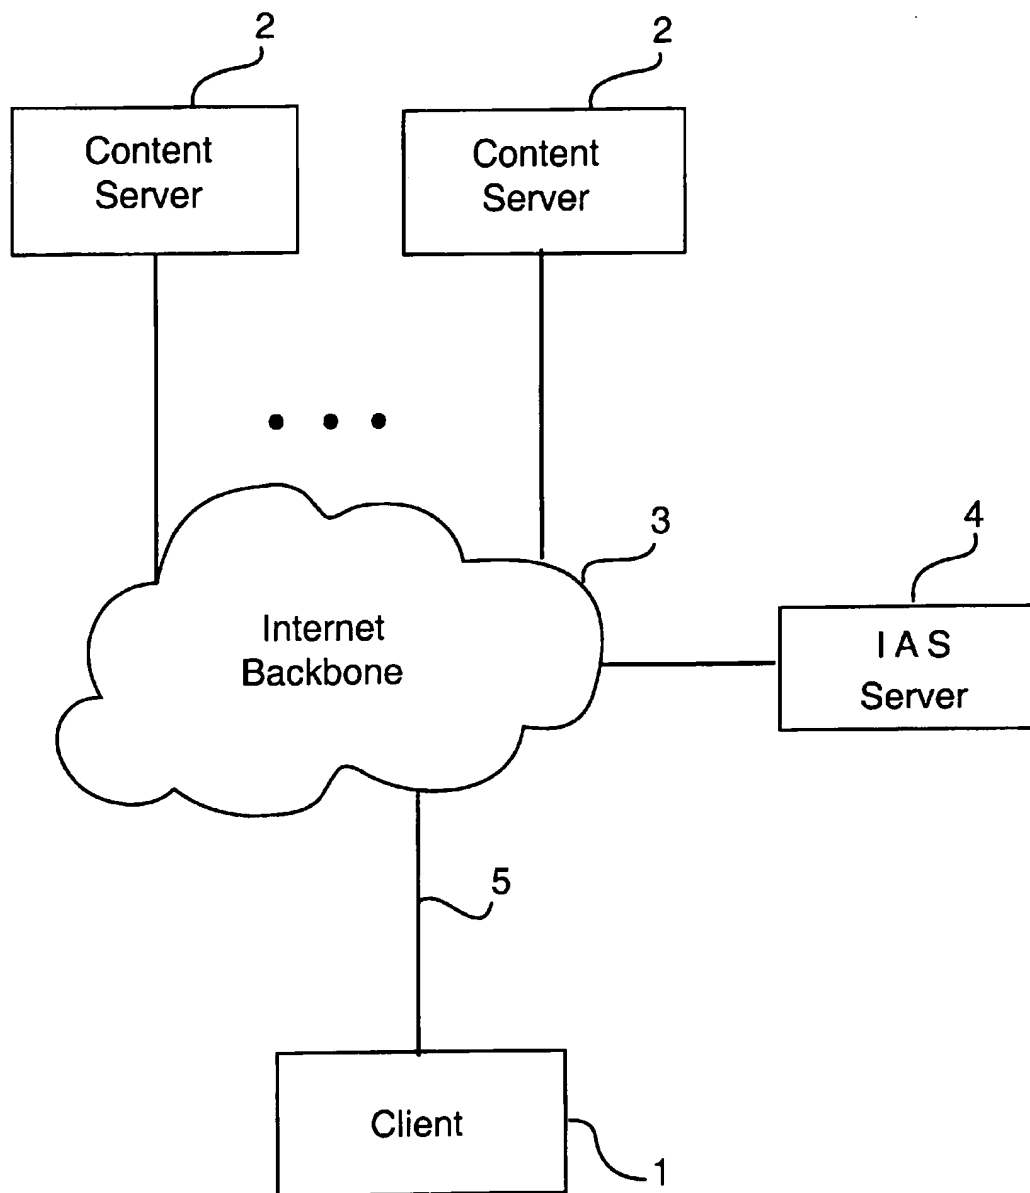 2
2
Content
Server
Content
Server
3
4
Internet
Backbone
I A S
Server
5
Client
1